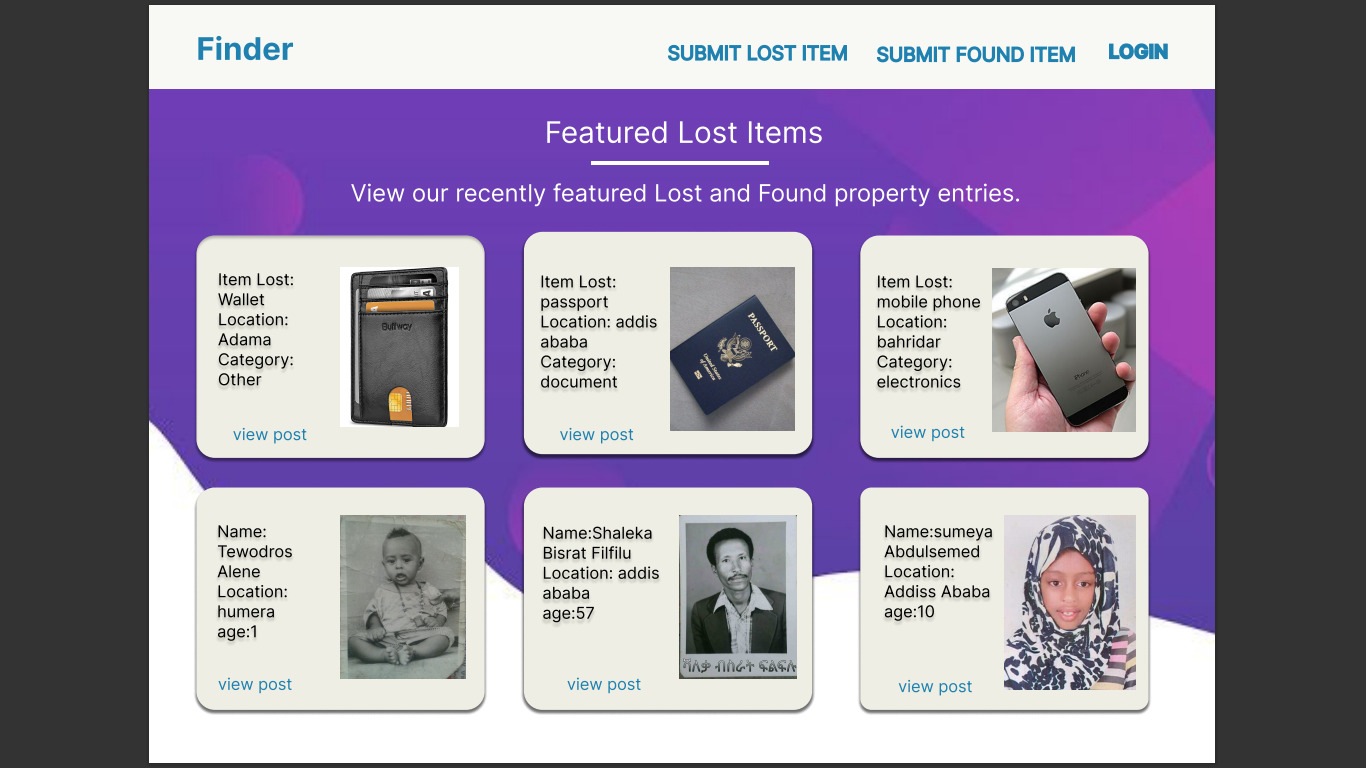 Finder
SUBMIT LOST ITEM
SUBMIT FOUND ITEM
LOGIN
Featured Lost Items
View our recently featured Lost and Found property entries.
Item Lost:
Wallet
Location:
Adama
Category:
Other
view post
Buffway
Item Lost:
passport
Location: addis
ababa
Category:
document
view post
PASSPORT
United States
of America
Item Lost:
mobile phone
Location:
bahridar
Category:
electronics
view post
iPhone
Name:
Tewodros
Alene
Location:
humera
age:1
view post
Name:Shaleka
Bisrat Filfilu
Location: addis
ababa
age:57
view post
ሻለቃ ብስራት ፍልፍሉ
Name:sumeya
Abdulsemed
Location:
Addiss Ababa
age:10
view post